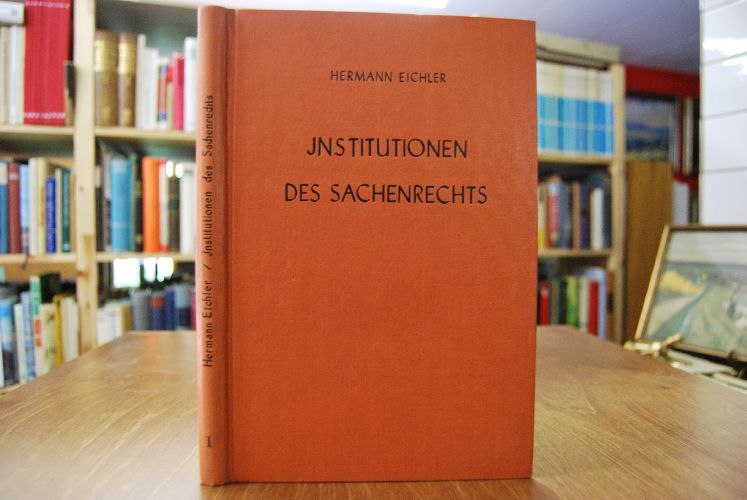 HERMANN EICHLER
JNSTITUTIONEN
DES SACHENRECHTS
Hermann Eichler / Jnstitutionen des Sachenrechts
I